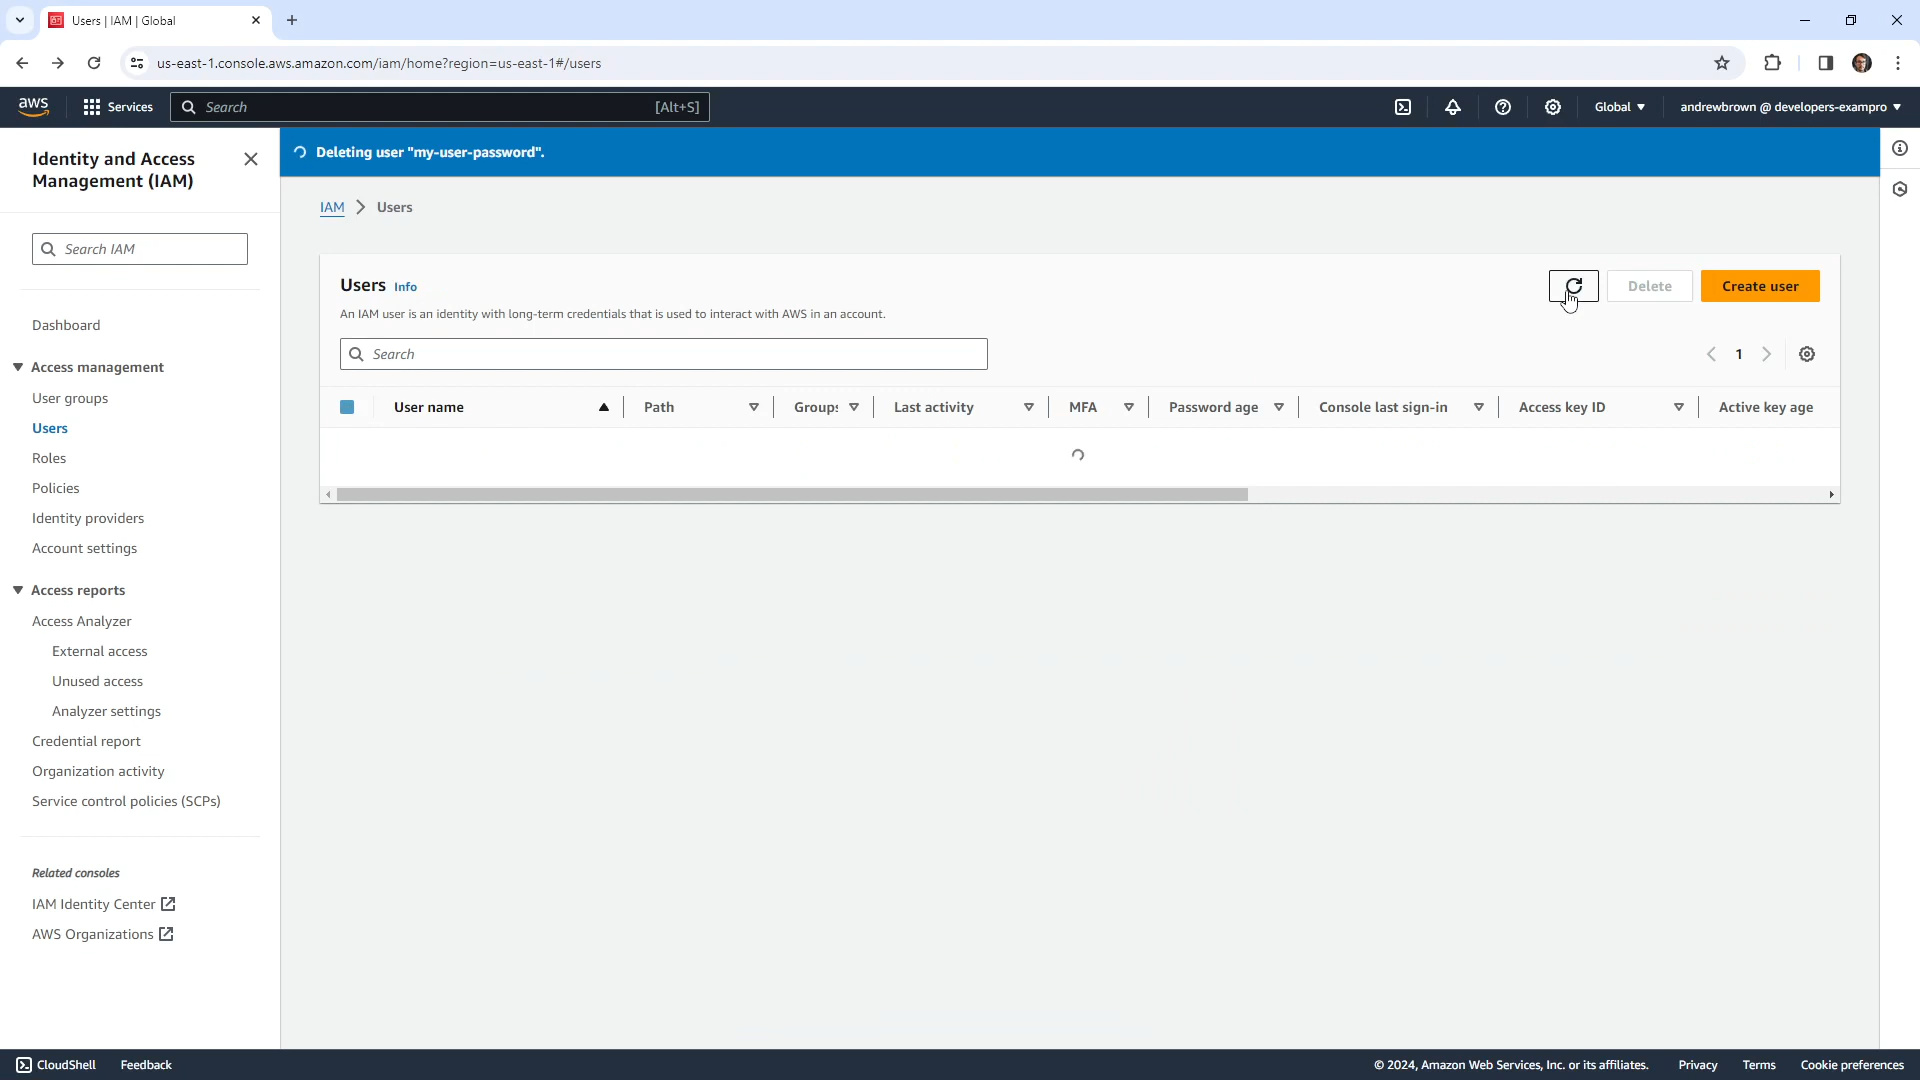 Users | IAM | Global
us-east-1.console.aws.amazon.com/iam/home?region=us-east-1#/users
aws
Services
Search
[Alt+S]
Global
andrewbrown @ developers-exampro
Identity and Access
Management (IAM)
Search IAM
Dashboard
Access management
User groups
Users
Roles
Policies
Identity providers
Account settings
Access reports
Access Analyzer
External access
Unused access
Analyzer settings
Credential report
Organization activity
Service control policies (SCPs)
Related consoles
IAM Identity Center
AWS Organizations
Deleting user "my-user-password".
IAM > Users
Users Info
An IAM user is an identity with long-term credentials that is used to interact with AWS in an account.
Delete
Create user
Search
1
User name
Path
Group:
Last activity
MFA
Password age
Console last sign-in
Access key ID
Active key age
CloudShell
Feedback
© 2024, Amazon Web Services, Inc. or its affiliates.
Privacy
Terms
Cookie preferences